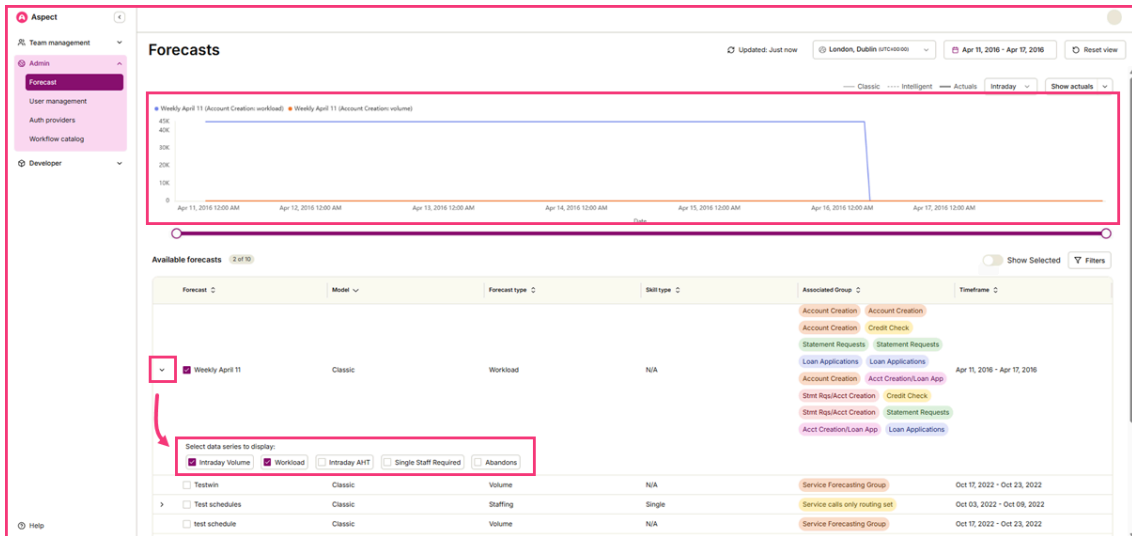 Aspect
Team management
Admin
Forecast
User management
Auth providers
Workflow catalog
Developer
Help
Forecasts
Updated: Just now
London, Dublin (UTC+00:00)
Apr 11, 2016 - Apr 17, 2016
Reset view
Classic Intelligent Actuals Intraday Show actuals
Weekly April 11 (Account Creation: workload) Weekly April 11 (Account Creation: volume)
45K
40K
30K
20K
10K
0
Apr 11, 2016 12:00 AM Apr 12, 2016 12:00 AM Apr 13, 2016 12:00 AM Apr 14, 2016 12:00 AM Apr 15, 2016 12:00 AM Apr 16, 2016 12:00 AM Apr 17, 2016 12:00 AM
Date
Available forecasts 2 of 10 Show Selected Filters
Forecast Model Forecast type Skill type Associated Group Timeframe
Account Creation Account Creation
Account Creation Credit Check
Statement Requests Statement Requests
Loan Applications Loan Applications
Weekly April 11 Classic Workload N/A Apr 11, 2016 - Apr 17, 2016
Account Creation Acct Creation/Loan App
Stmt Rqs/Acct Creation Credit Check
Stmt Rqs/Acct Creation Statement Requests
Acct Creation/Loan App Loan Applications
Select data series to display:
Intraday Volume Workload Intraday AHT Single Staff Required Abandons
Testwin Classic Volume N/A Service Forecasting Group Oct 17, 2022 - Oct 23, 2022
Test schedules Classic Staffing Single Service calls only routing set Oct 03, 2022 - Oct 09, 2022
test schedule Classic Volume N/A Service Forecasting Group Oct 17, 2022 - Oct 23, 2022